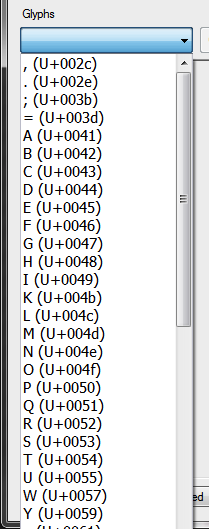 Glyphs
, (U+002c)
. (U+002e)
; (U+003b)
= (U+003d)
A (U+0041)
B (U+0042)
C (U+0043)
D (U+0044)
E (U+0045)
F (U+0046)
G (U+0047)
H (U+0048)
I (U+0049)
K (U+004b)
L (U+004c)
M (U+004d)
N (U+004e)
O (U+004f)
P (U+0050)
Q (U+0051)
R (U+0052)
S (U+0053)
T (U+0054)
U (U+0055)
W (U+0057)
Y (U+0059)
ed